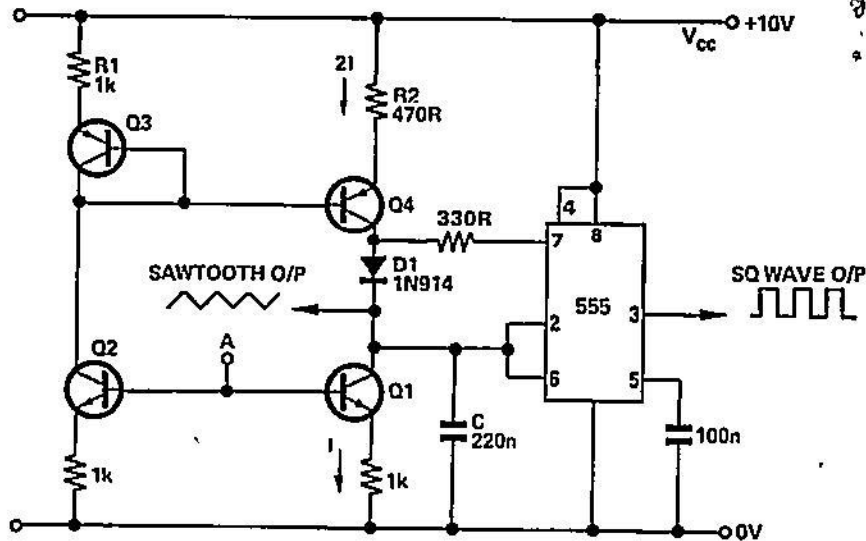 +10V
Vcc
R1
1k
2I
R2
470R
Q3
Q4
330R
4
8
7
D1
1N914
SAWTOOTH O/P
555
SQ WAVE O/P
2
3
Q2
A
Q1
6
5
C
220n
100n
I
1k
1k
0V